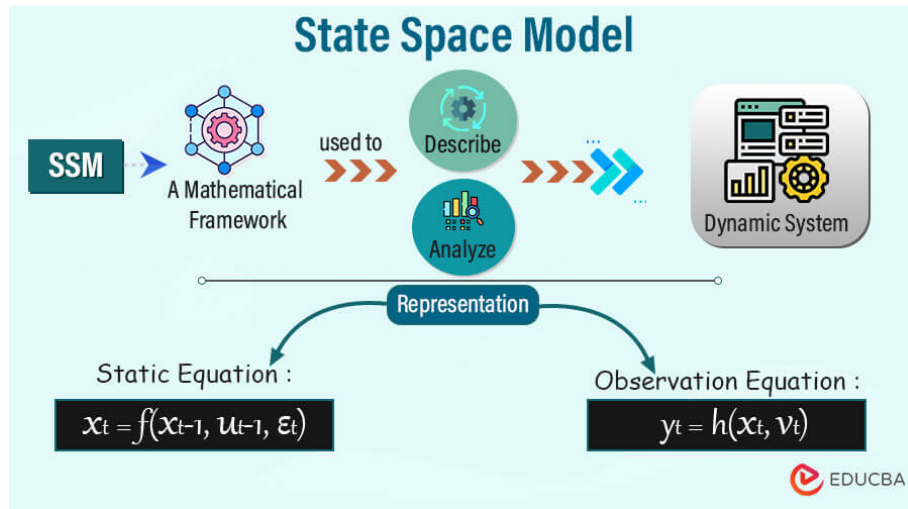 State Space Model
SSM
A Mathematical
Framework
used to
Describe
Analyze
Dynamic System
Representation
Static Equation :
xt = f(xt-1, ut-1, εt)
Observation Equation :
yt = h(xt, vt)
EDUCBA